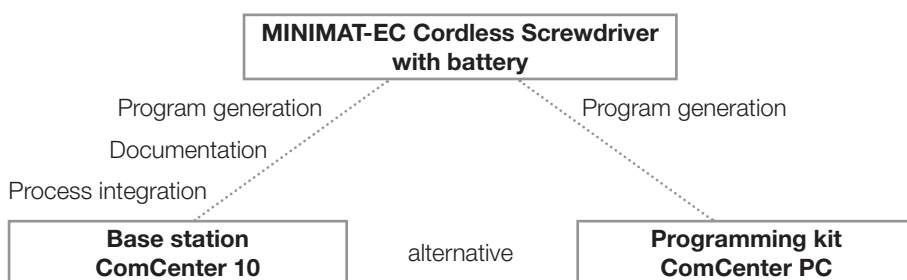 MINIMAT-EC Cordless Screwdriver
with battery
Program generation
Program generation
Documentation
Process integration
Base station
ComCenter 10
alternative
Programming kit
ComCenter PC